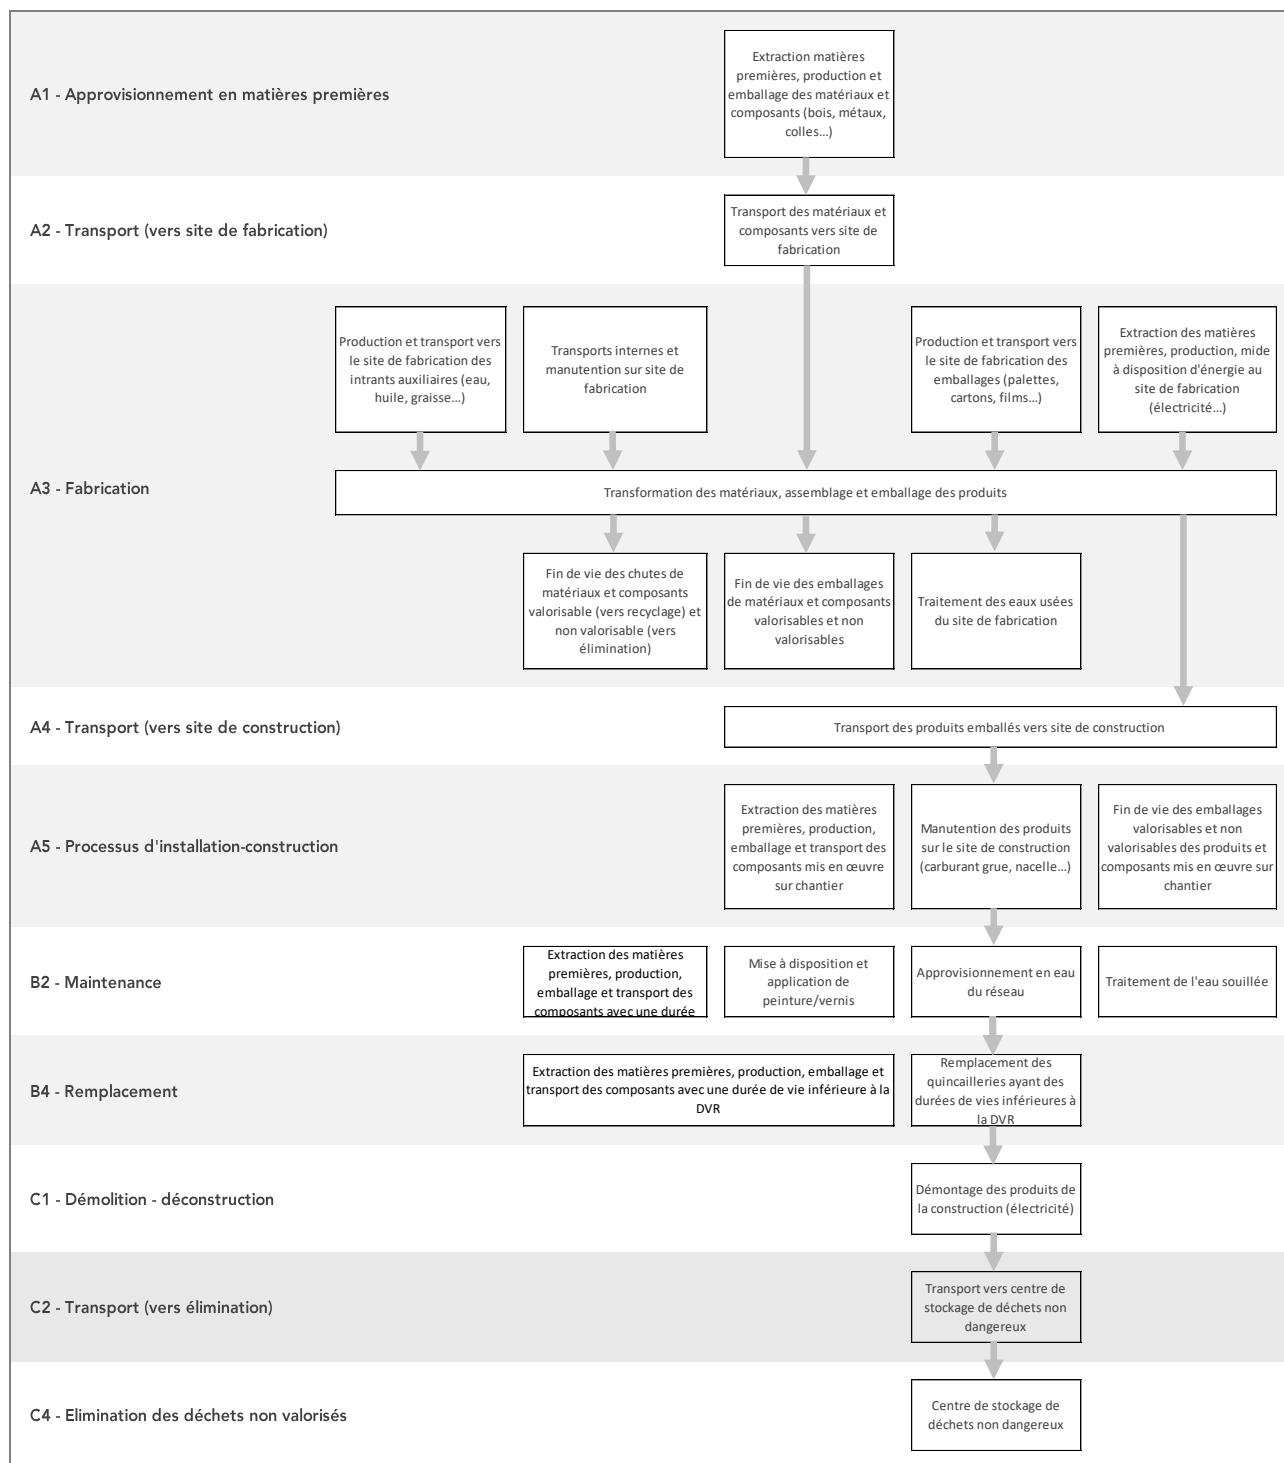 Extraction matières
premières, production et
emballage des matériaux et
composants (bois, métaux,
colles…)
A1 - Approvisionnement en matières premières
A2 - Transport (vers site de fabrication)
Transport des matériaux et
composants vers site de
fabrication
Production et transport vers
le site de fabrication des
intrants auxiliaires (eau,
huile, graisse…)
Transports internes et
manutention sur site de
fabrication
Production et transport vers
le site de fabrication des
emballages (palettes,
cartons, films…)
Extraction des matières
premières, production, mide
à disposition d'énergie au
site de fabrication
(électricité…)
A3 - Fabrication
Transformation des matériaux, assemblage et emballage des produits
Fin de vie des chutes de
matériaux et composants
valorisable (vers recyclage) et
non valorisable (vers
élimination)
Fin de vie des emballages
de matériaux et composants
valorisables et non
valorisables
Traitement des eaux usées
du site de fabrication
A4 - Transport (vers site de construction)
Transport des produits emballés vers site de construction
A5 - Processus d'installation-construction
Extraction des matières
premières, production,
emballage et transport des
composants mis en œuvre
sur chantier
Manutention des produits
sur le site de construction
(carburant grue, nacelle…)
Fin de vie des emballages
valorisables et non
valorisables des produits et
composants mis en œuvre sur
chantier
B2 - Maintenance
Extraction des matières
premières, production,
emballage et transport des
composants avec une durée
Mise à disposition et
application de
peinture/vernis
Approvisionnement en eau
du réseau
Traitement de l'eau souillée
B4 - Remplacement
Extraction des matières premières, production, emballage et
transport des composants avec une durée de vie inférieure à la
DVR
Remplacement des
quincailleries ayant des
durées de vies inférieures à
la DVR
C1 - Démolition - déconstruction
Démontage des produits de
la construction (électricité)
C2 - Transport (vers élimination)
Transport vers centre de
stockage de déchets non
dangereux
C4 - Elimination des déchets non valorisés
Centre de stockage de
déchets non dangereux